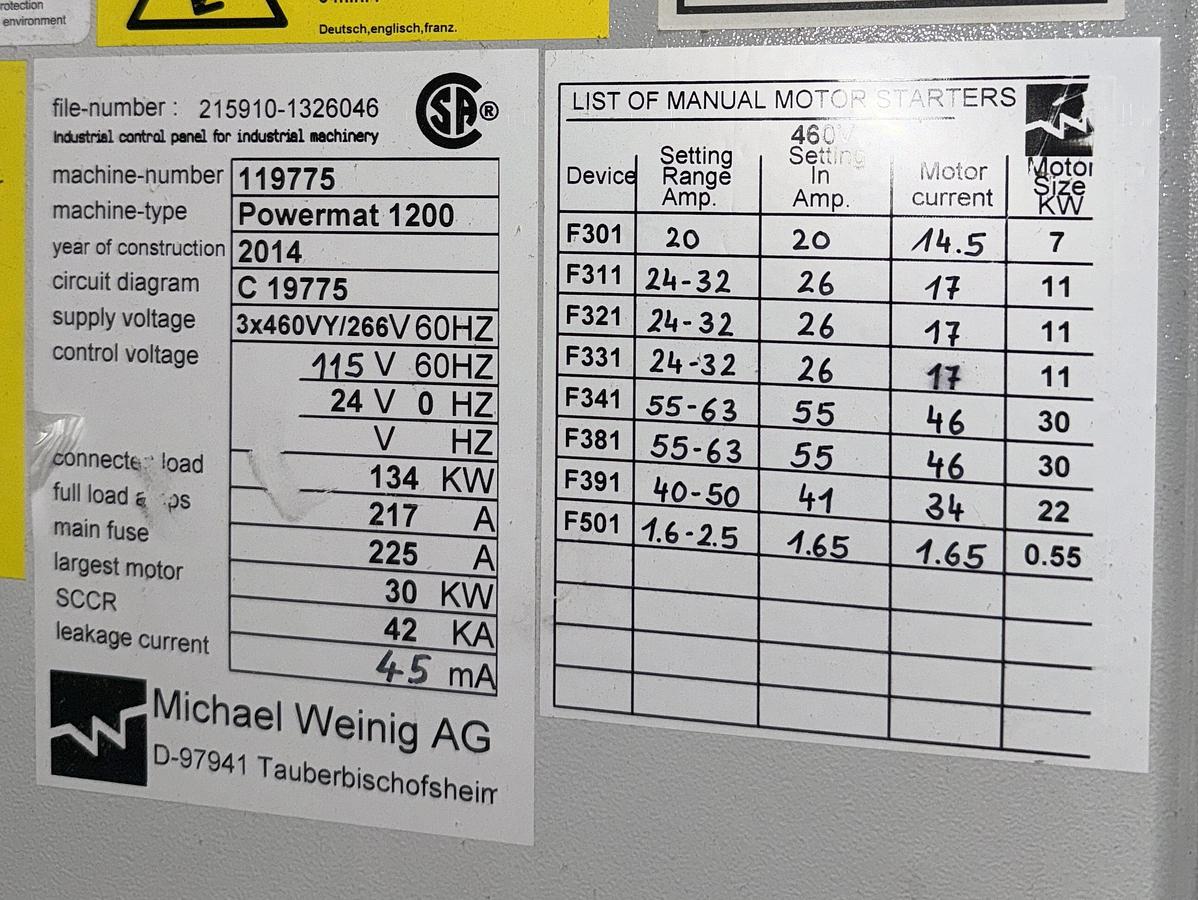 rotection
environment
Deutsch,englisch,franz.
file-number : 215910-1326046
Industrial control panel for industrial machinery
SA ®
machine-number 119775
machine-type Powermat 1200
year of construction 2014
circuit diagram C 19775
supply voltage 3x460VY/266V 60HZ
control voltage 115 V 60HZ
24 V 0 HZ
V HZ
connecte load 134 KW
full load a ps 217 A
main fuse 225 A
largest motor 30 KW
SCCR 42 KA
leakage current 45 mA
Michael Weinig AG
D-97941 Tauberbischofsheim
LIST OF MANUAL MOTOR STARTERS
460V
Device Setting Range Amp. Setting In Amp. Motor current Motor Size KW
F301 20 20 14.5 7
F311 24-32 26 17 11
F321 24-32 26 17 11
F331 24-32 26 17 11
F341 55-63 55 46 30
F381 55-63 55 46 30
F391 40-50 41 34 22
F501 1.6-2.5 1.65 1.65 0.55